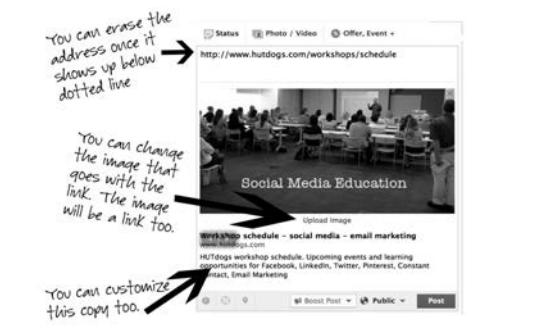 You can erase the
address once it
shows up below
dotted line
Status Photo / Video Offer, Event +
http://www.hutdogs.com/workshops/schedule
You can change
the image that
goes with the
link. The image
will be a link too.
Social Media Education
Upload Image
Workshop schedule - social media - email marketing
www.hutdogs.com
HUTdogs workshop schedule. Upcoming events and learning
opportunities for Facebook, LinkedIn, Twitter, Pinterest, Constant
Contact, Email Marketing
You can customize
this copy too.
Boost Post Public Post